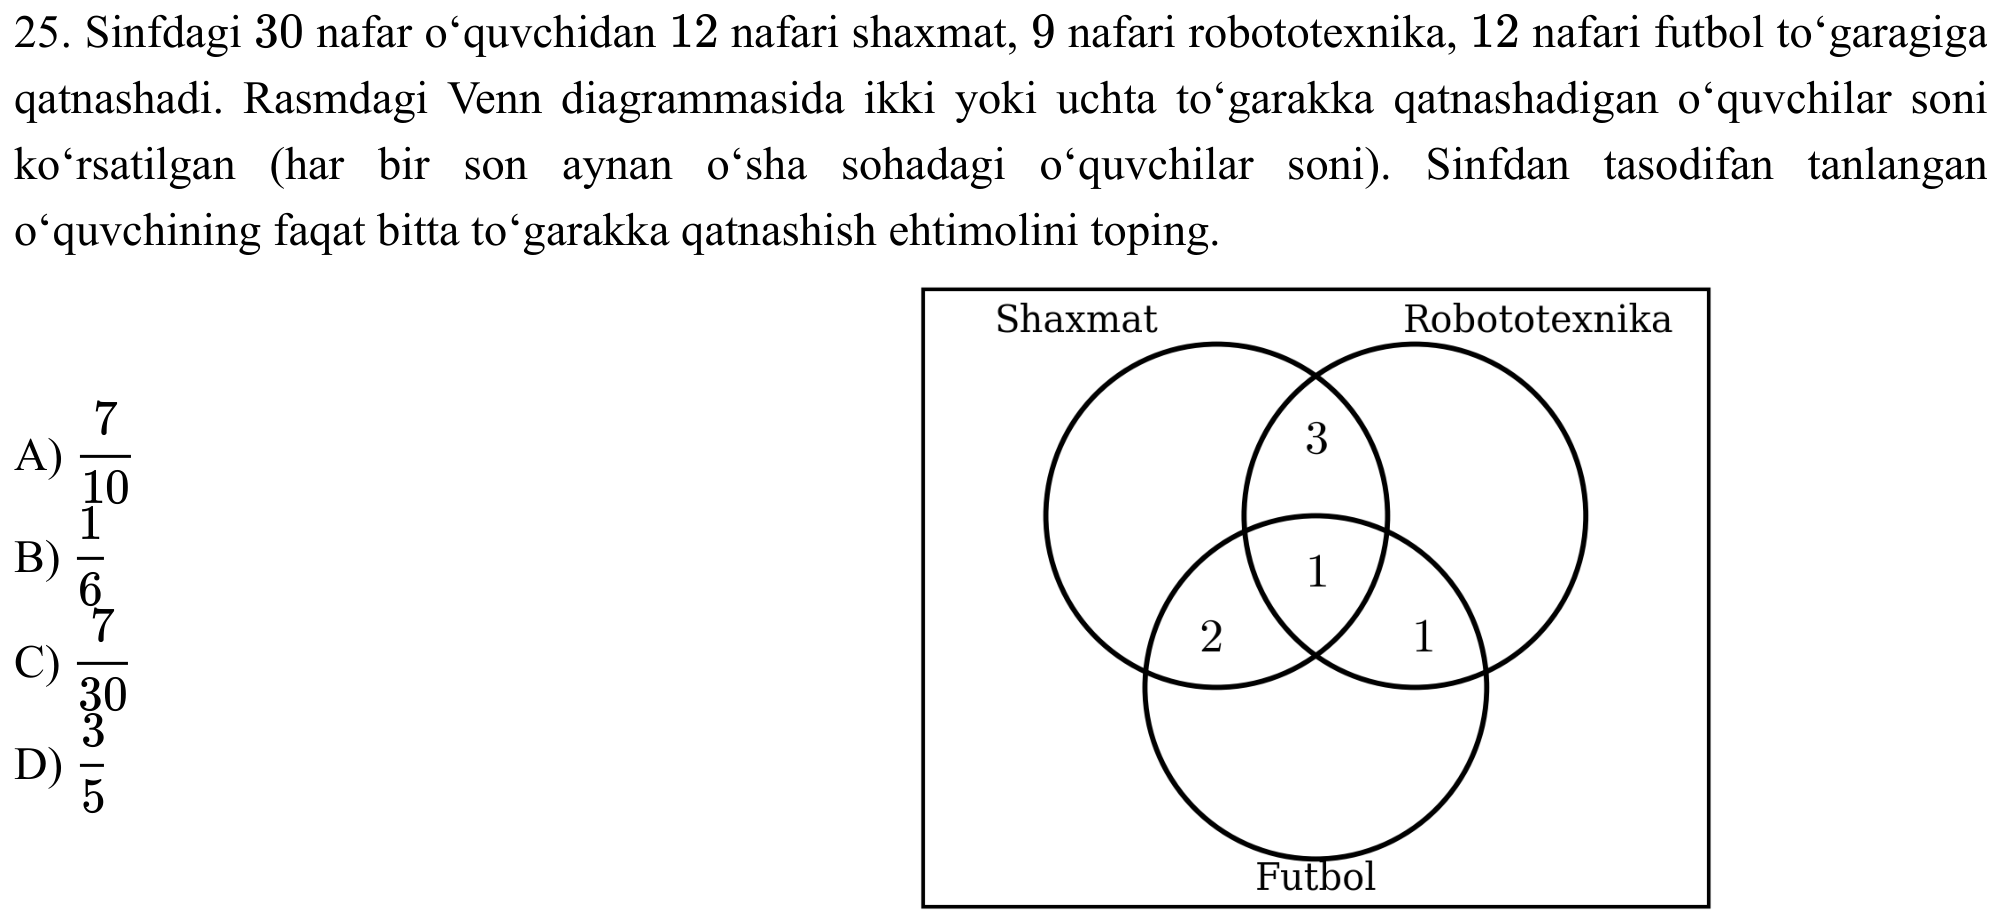 25. Sinfdagi 30 nafar o‘quvchidan 12 nafari shaxmat, 9 nafari robototexnika, 12 nafari futbol to‘garagiga
qatnashadi. Rasmdagi Venn diagrammasida ikki yoki uchta to‘garakka qatnashadigan o‘quvchilar soni
ko‘rsatilgan (har bir son aynan o‘sha sohadagi o‘quvchilar soni). Sinfdan tasodifan tanlangan
o‘quvchining faqat bitta to‘garakka qatnashish ehtimolini toping.
A) 7/10
B) 1/6
C) 7/30
D) 3/5
Shaxmat Robototexnika
3
1
2 1
Futbol